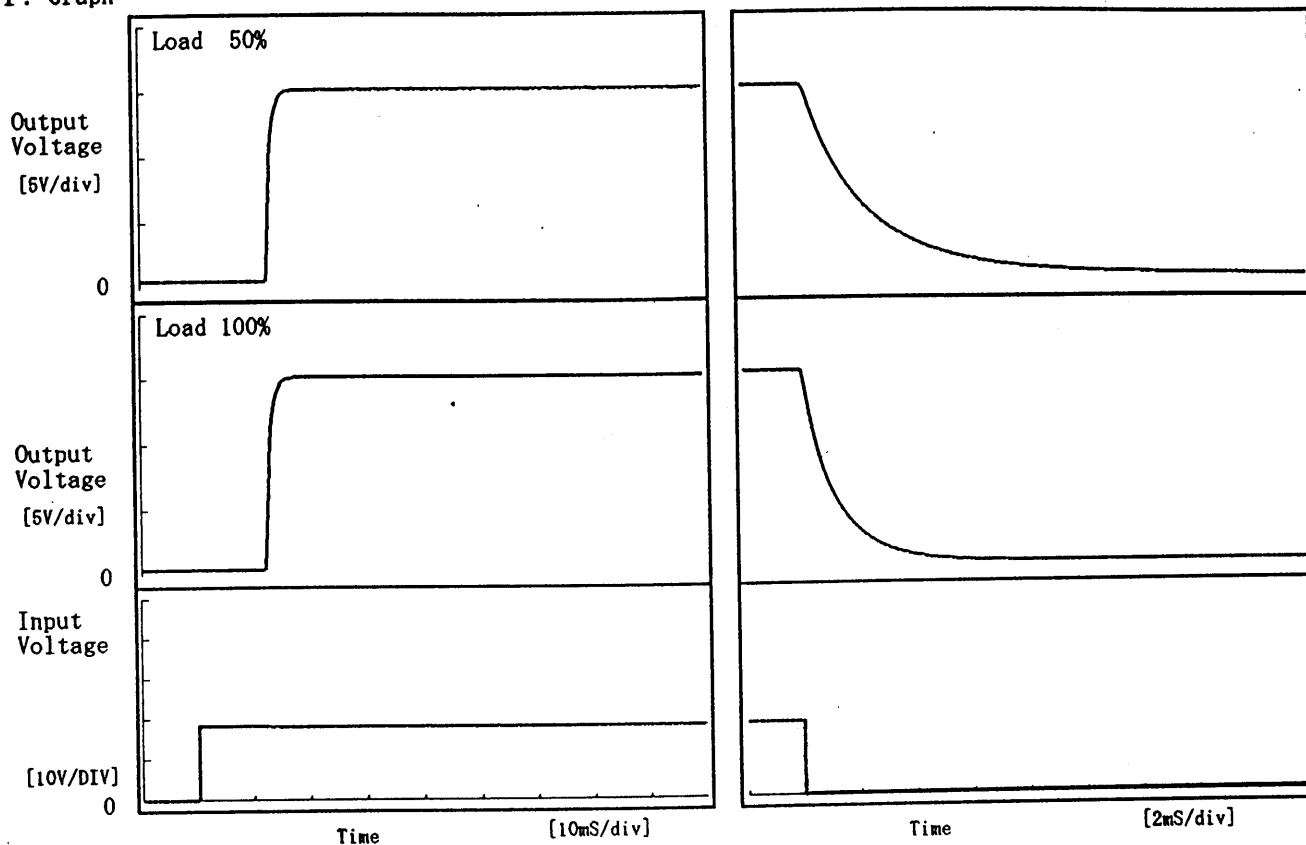 Graph
Load 50%
Output
Voltage
[5V/div]
0
Load 100%
Output
Voltage
[5V/div]
0
Input
Voltage
[10V/DIV]
0
Time
[10mS/div]
Time
[2mS/div]